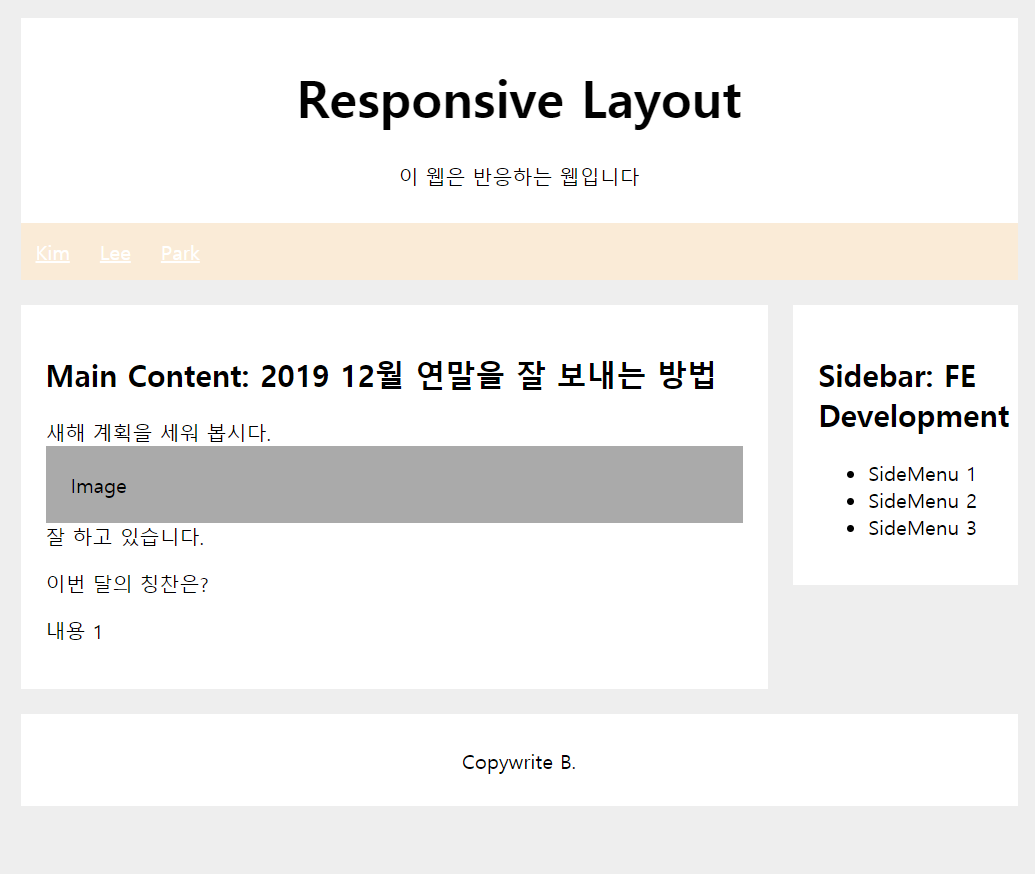 Responsive Layout
이 웹은 반응하는 웹입니다
Kim Lee Park
Main Content: 2019 12월 연말을 잘 보내는 방법
새해 계획을 세워 봅시다.
Image
잘 하고 있습니다.
이번 달의 칭찬은?
내용 1
Sidebar: FE
Development
SideMenu 1
SideMenu 2
SideMenu 3
Copywrite B.